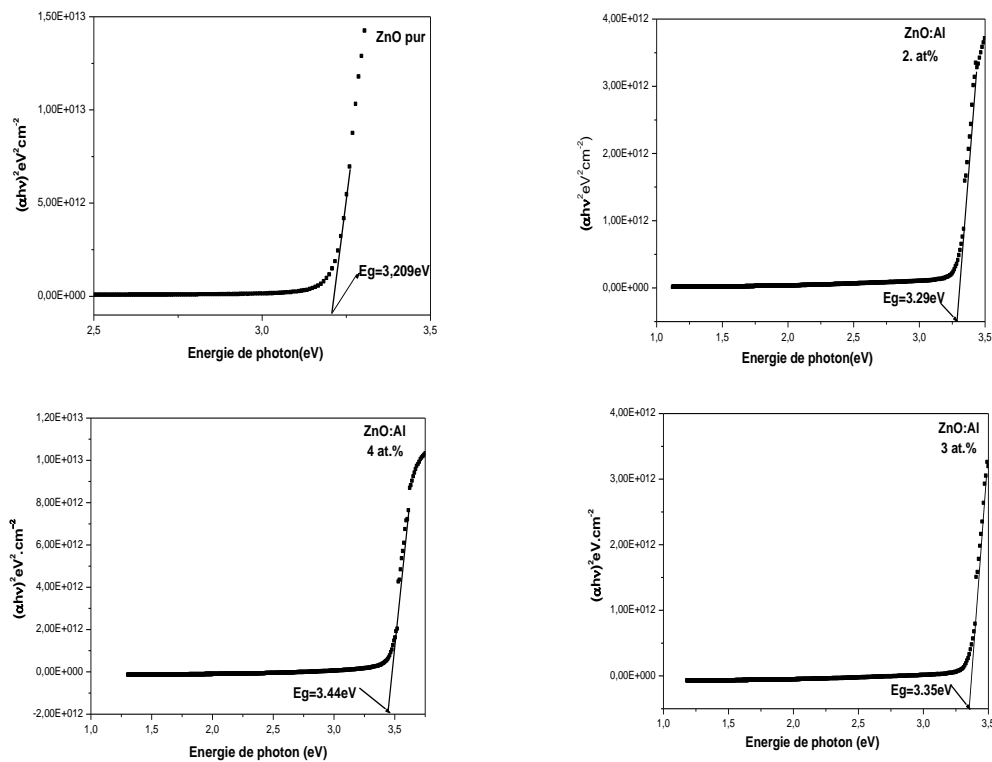 1,50E+013
ZnO pur
1,00E+013
5,00E+012
0,00E+000
(αhν)²eV²cm⁻²
Eg=3,209eV
2,5
3,0
3,5
Energie de photon(eV)
4,00E+012
ZnO:Al
2. at%
3,00E+012
2,00E+012
1,00E+012
0,00E+000
(αhν²eV²cm⁻²)
Eg=3.29eV
1,0
1,5
2,0
2,5
3,0
3,5
Energie de photon(eV)
1,20E+013
ZnO:Al
4 at.%
1,00E+013
8,00E+012
6,00E+012
4,00E+012
2,00E+012
0,00E+000
-2,00E+012
(αhν)²eV².cm⁻²
Eg=3.44eV
1,0
1,5
2,0
2,5
3,0
3,5
Energie de photon (eV)
4,00E+012
ZnO:Al
3 at.%
3,00E+012
2,00E+012
1,00E+012
0,00E+000
(αhν)²eV.cm⁻²
Eg=3.35eV
1,0
1,5
2,0
2,5
3,0
3,5
Energie de photon (eV)